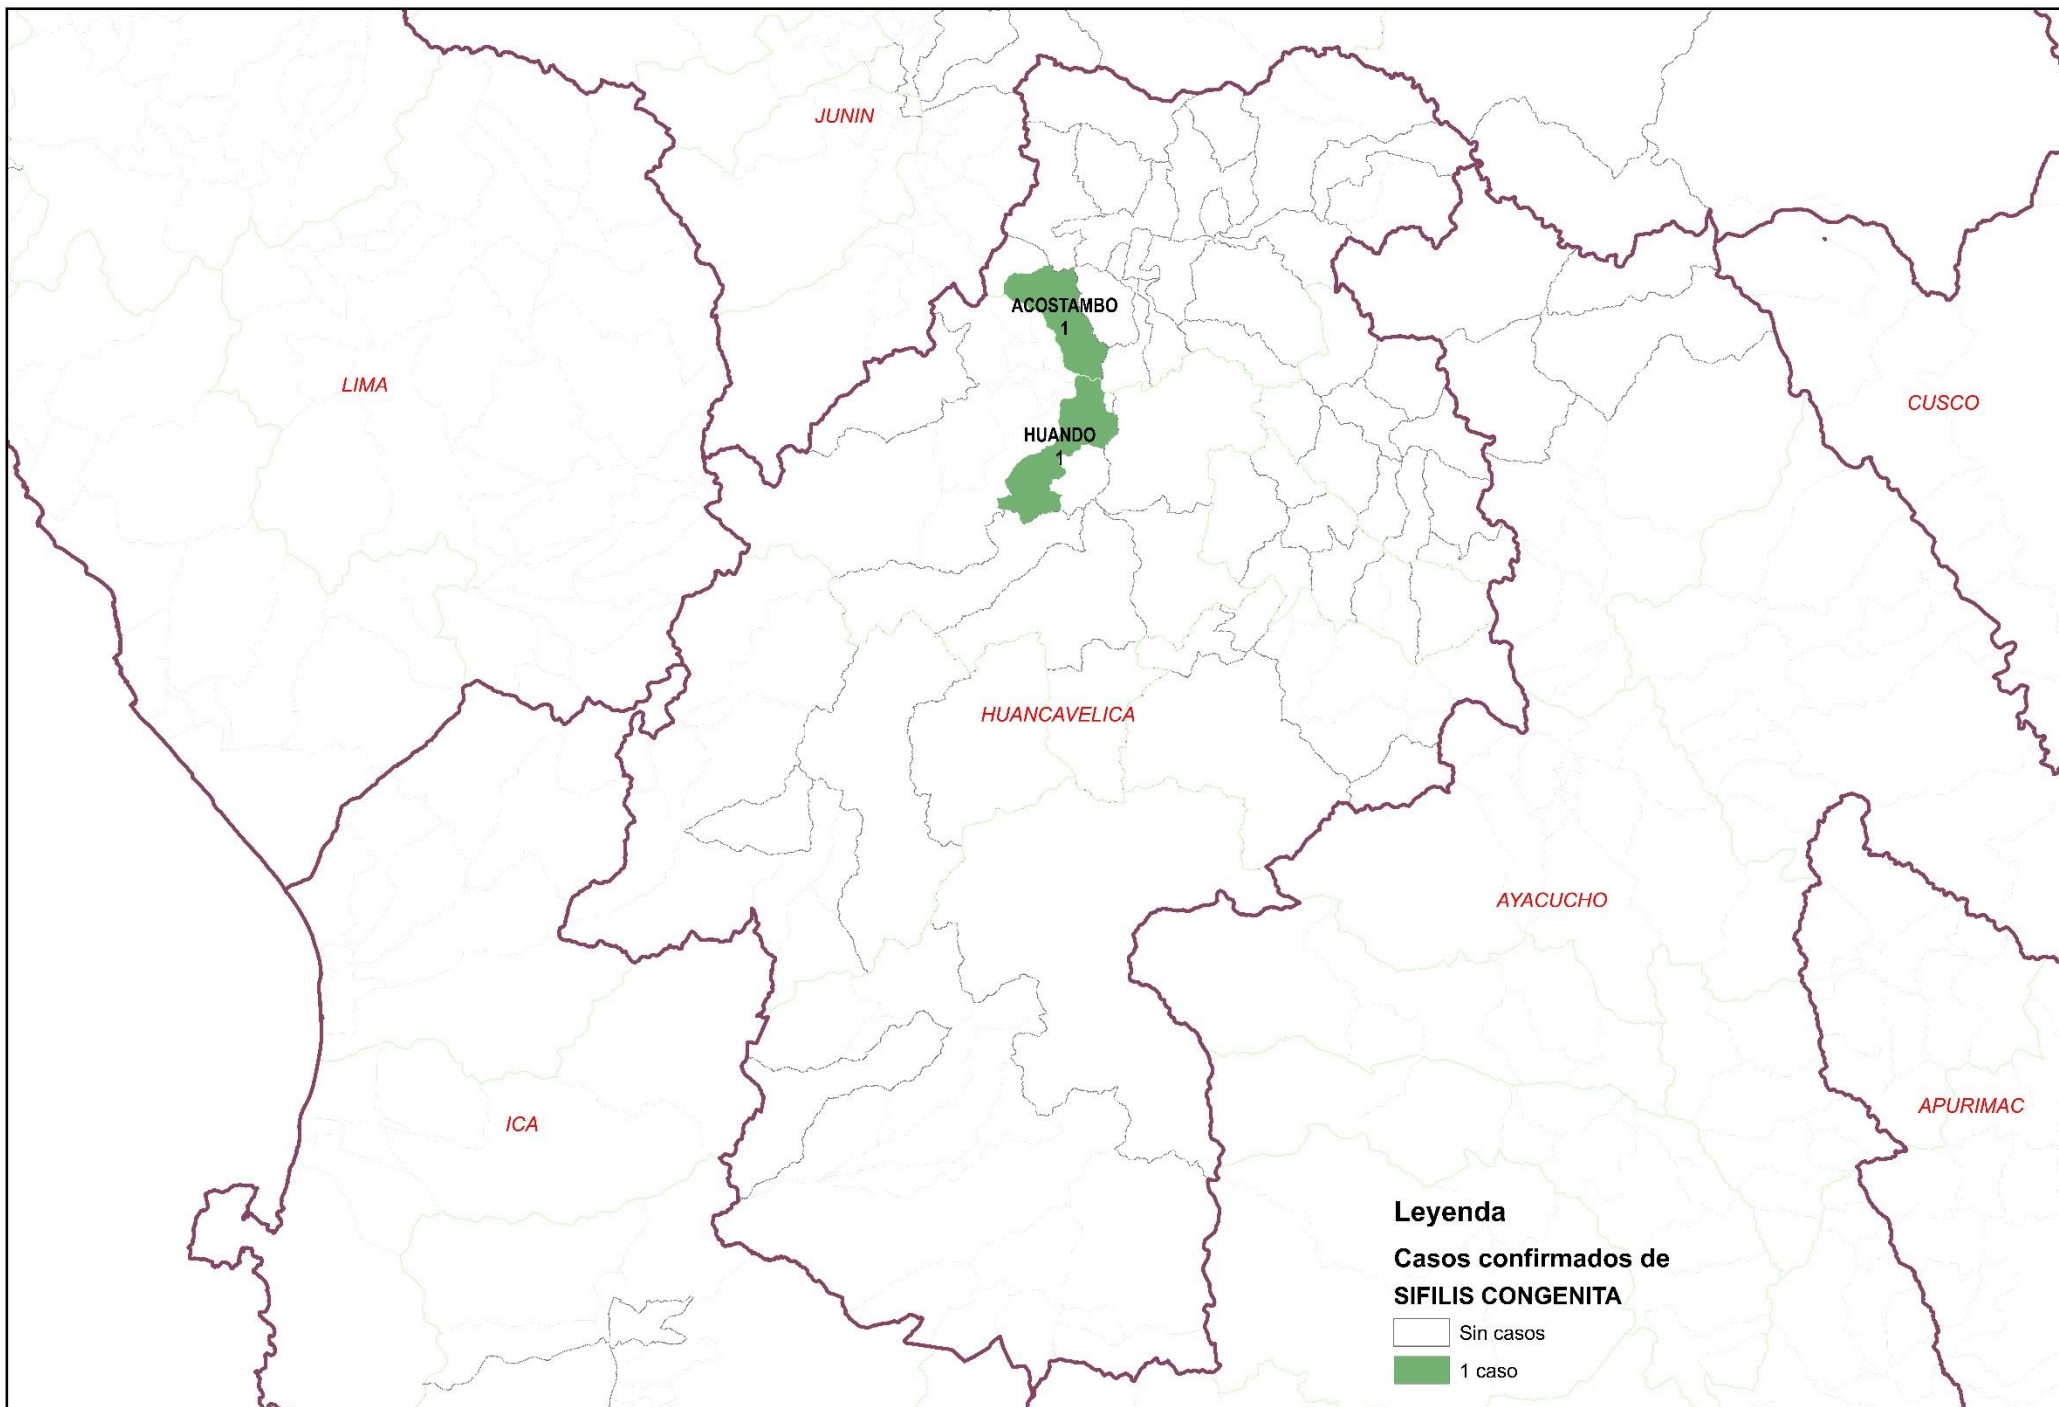 JUNIN
ACOSTAMBO
1
LIMA
CUSCO
HUANDO
1
HUANCAVELICA
AYACUCHO
ICA
APURIMAC
Leyenda
Casos confirmados de
SIFILIS CONGENITA
Sin casos
1 caso